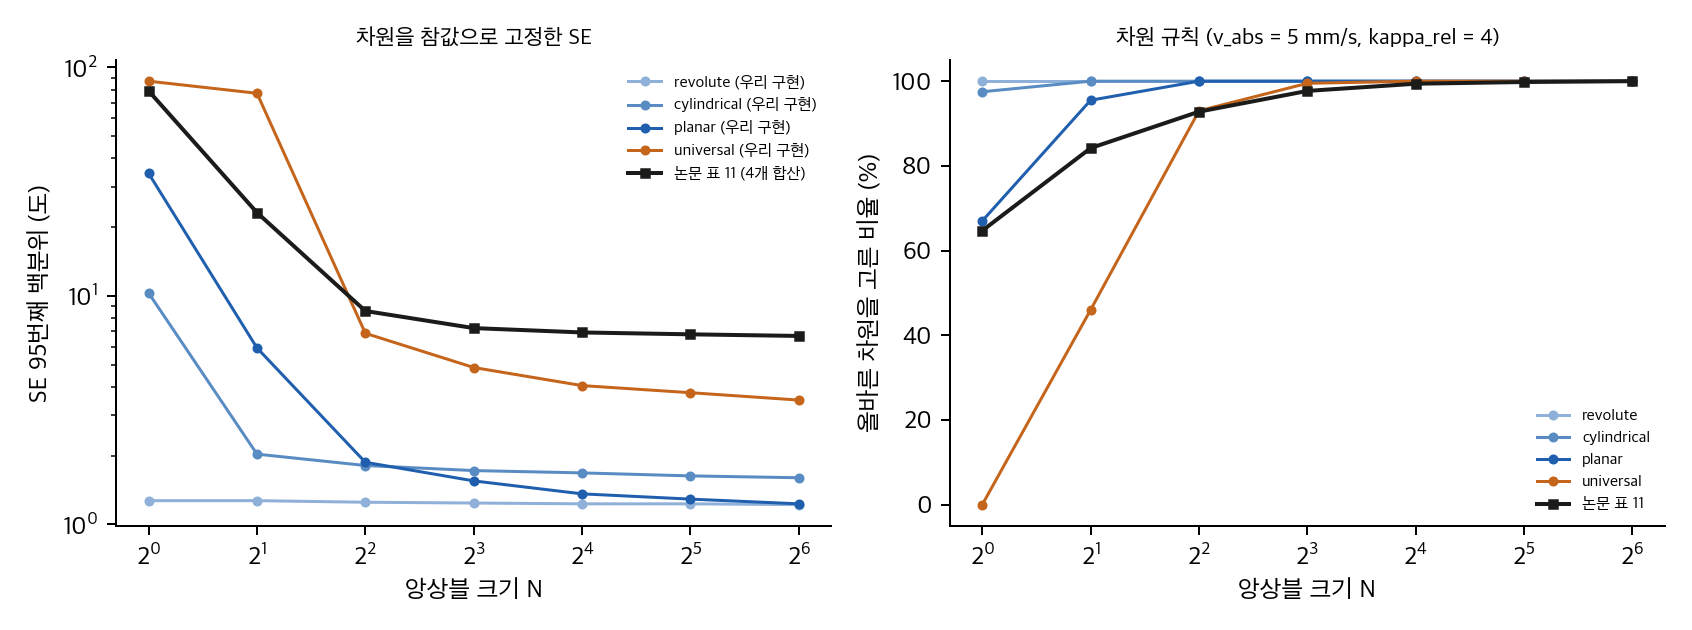 차원을 참값으로 고정한 SE
SE 95번째 백분위 (도)
10²
10¹
10⁰
revolute (우리 구현)
cylindrical (우리 구현)
planar (우리 구현)
universal (우리 구현)
논문 표 11 (4개 합산)
2⁰ 2¹ 2² 2³ 2⁴ 2⁵ 2⁶
앙상블 크기 N
차원 규칙 (v_abs = 5 mm/s, kappa_rel = 4)
올바른 차원을 고른 비율 (%)
100
80
60
40
20
0
revolute
cylindrical
planar
universal
논문 표 11
2⁰ 2¹ 2² 2³ 2⁴ 2⁵ 2⁶
앙상블 크기 N